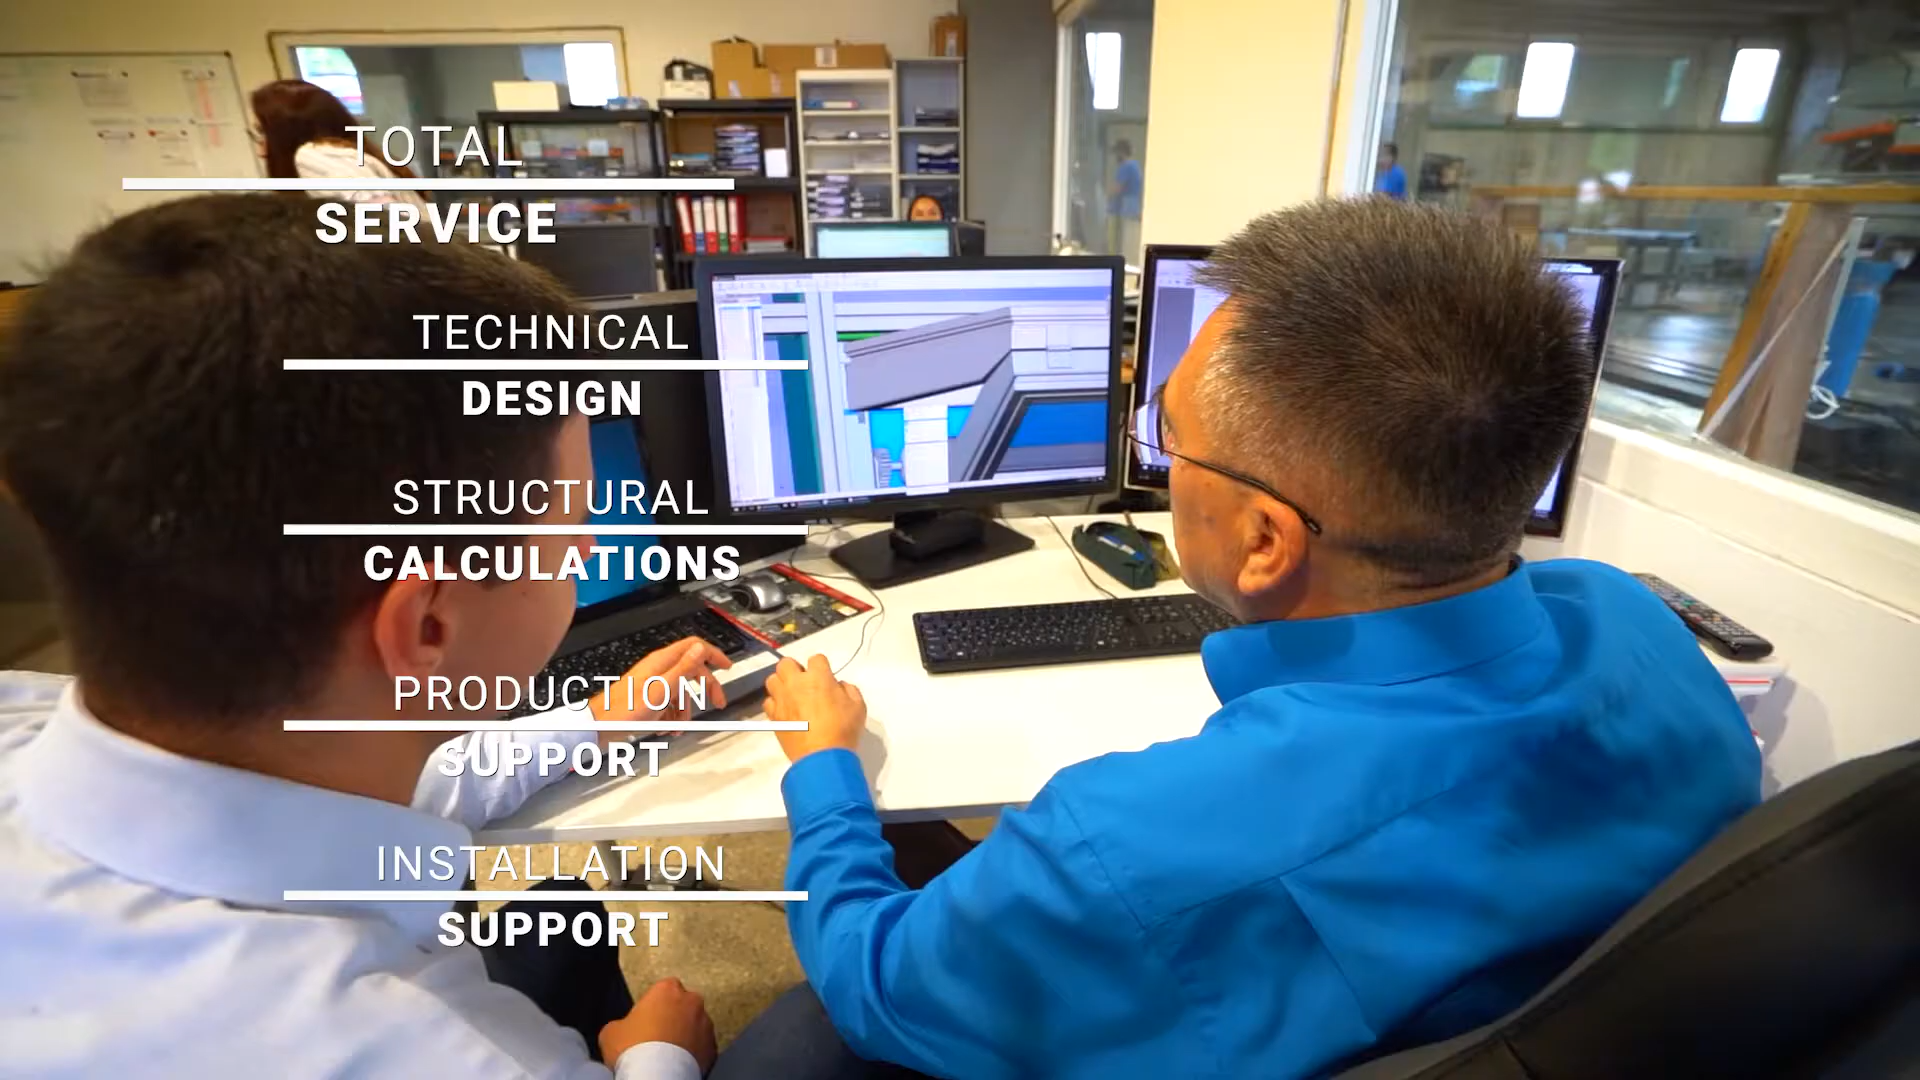 TOTAL
SERVICE
TECHNICAL
DESIGN
STRUCTURAL
CALCULATIONS
PRODUCTION
SUPPORT
INSTALLATION
SUPPORT